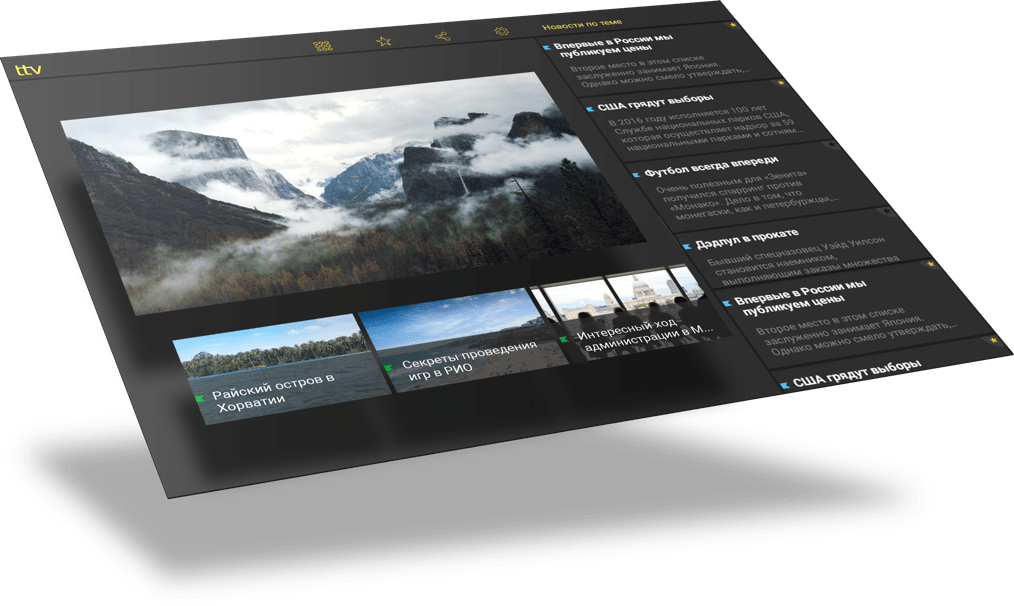 ttv
Новости по теме
Впервые в России мы
публикуем цены
Второе место в этом списке
заслуженно занимает Япония.
Однако можно смело утверждать,...
США грядут выборы
В 2016 году исполняется 100 лет
Службе национальных парков США,
которая осуществляет надзор за 59
национальными парками и сотням...
Футбол всегда впереди
Очень полезным для «Зенита»
получился спарринг против
«Монако». Дело в том, что
монегаски, как и петербуржцы,...
Дэдпул в прокате
Бывший спецназовец Уэйд Уилсон
становится наёмником,
выполняющим заказы множества
Впервые в России мы
публикуем цены
Второе место в этом списке
заслуженно занимает Япония.
Однако можно смело утверждать,...
США грядут выборы
Райский остров в
Хорватии
Секреты проведения
игр в РИО
Интересный ход
администрации в М...